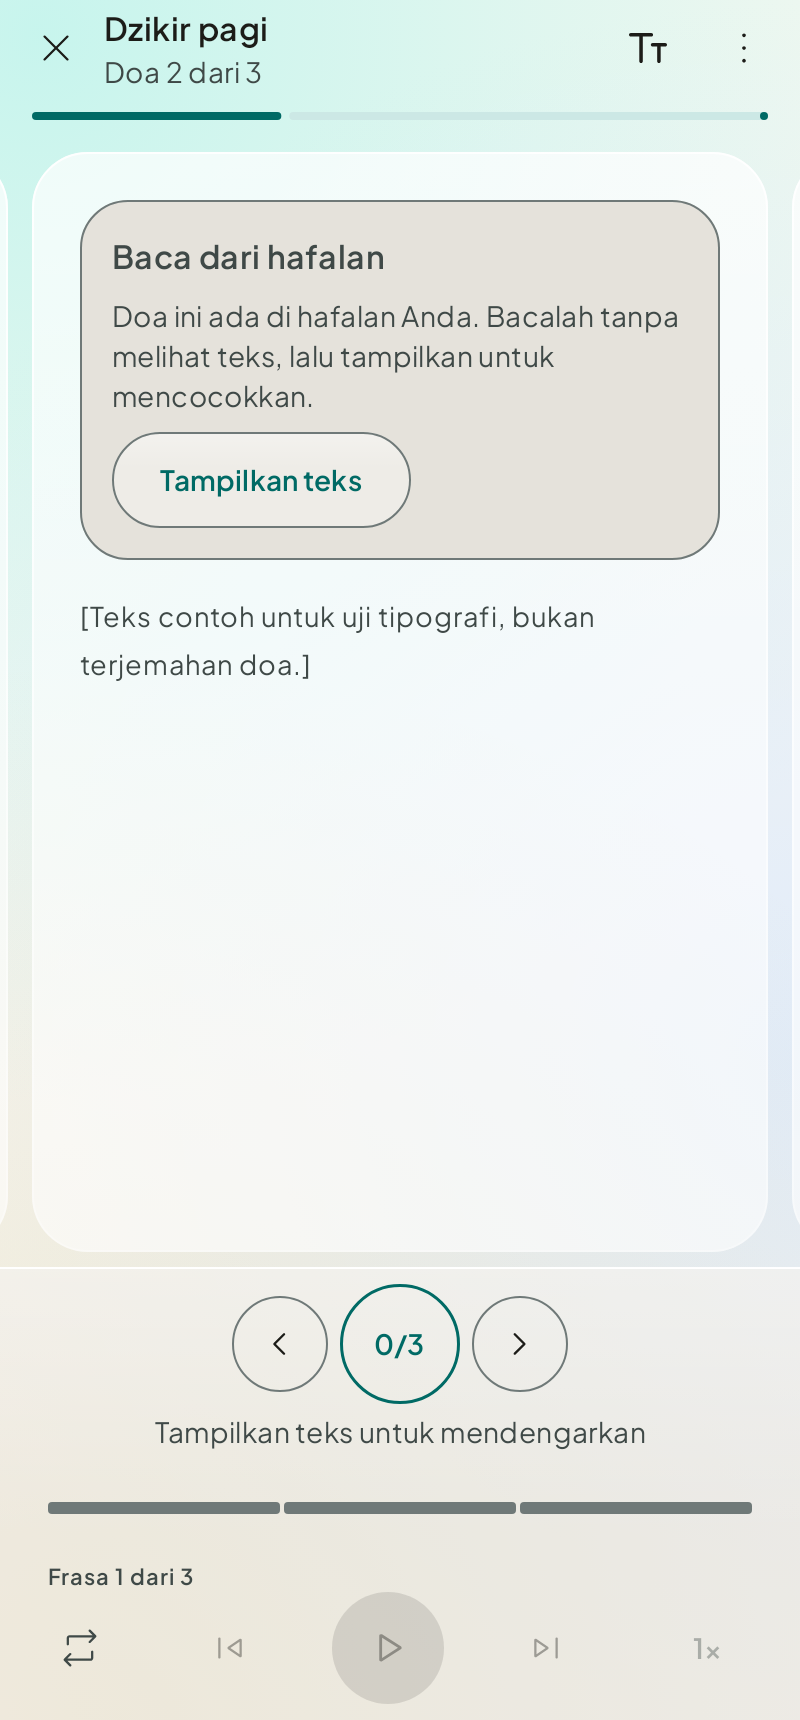 Dzikir pagi
Doa 2 dari 3
Tт
Baca dari hafalan
Doa ini ada di hafalan Anda. Bacalah tanpa
melihat teks, lalu tampilkan untuk
mencocokkan.
Tampilkan teks
[Teks contoh untuk uji tipografi, bukan
terjemahan doa.]
0/3
Tampilkan teks untuk mendengarkan
Frasa 1 dari 3
1×